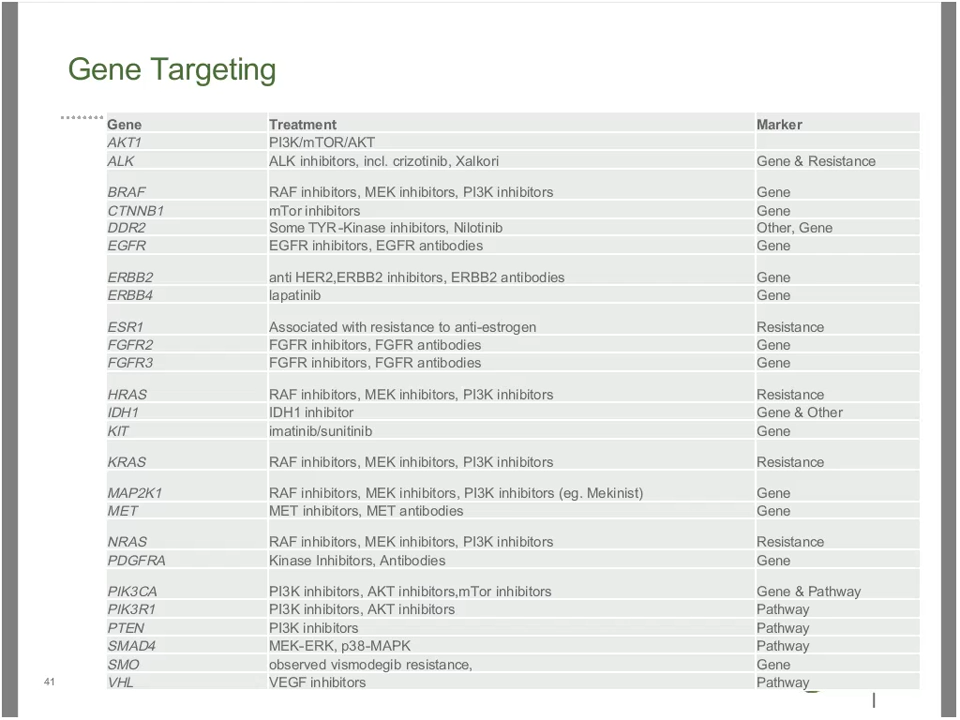 Gene Targeting
Gene Treatment Marker
AKT1 PI3K/mTOR/AKT
ALK ALK inhibitors, incl. crizotinib, Xalkori Gene & Resistance
BRAF RAF inhibitors, MEK inhibitors, PI3K inhibitors Gene
CTNNB1 mTor inhibitors Gene
DDR2 Some TYR-Kinase inhibitors, Nilotinib Other, Gene
EGFR EGFR inhibitors, EGFR antibodies Gene
ERBB2 anti HER2,ERBB2 inhibitors, ERBB2 antibodies Gene
ERBB4 lapatinib Gene
ESR1 Associated with resistance to anti-estrogen Resistance
FGFR2 FGFR inhibitors, FGFR antibodies Gene
FGFR3 FGFR inhibitors, FGFR antibodies Gene
HRAS RAF inhibitors, MEK inhibitors, PI3K inhibitors Resistance
IDH1 IDH1 inhibitor Gene & Other
KIT imatinib/sunitinib Gene
KRAS RAF inhibitors, MEK inhibitors, PI3K inhibitors Resistance
MAP2K1 RAF inhibitors, MEK inhibitors, PI3K inhibitors (eg. Mekinist) Gene
MET MET inhibitors, MET antibodies Gene
NRAS RAF inhibitors, MEK inhibitors, PI3K inhibitors Resistance
PDGFRA Kinase Inhibitors, Antibodies Gene
PIK3CA PI3K inhibitors, AKT inhibitors,mTor inhibitors Gene & Pathway
PIK3R1 PI3K inhibitors, AKT inhibitors Pathway
PTEN PI3K inhibitors Pathway
SMAD4 MEK-ERK, p38-MAPK Pathway
SMO observed vismodegib resistance, Gene
41 VHL VEGF inhibitors Pathway